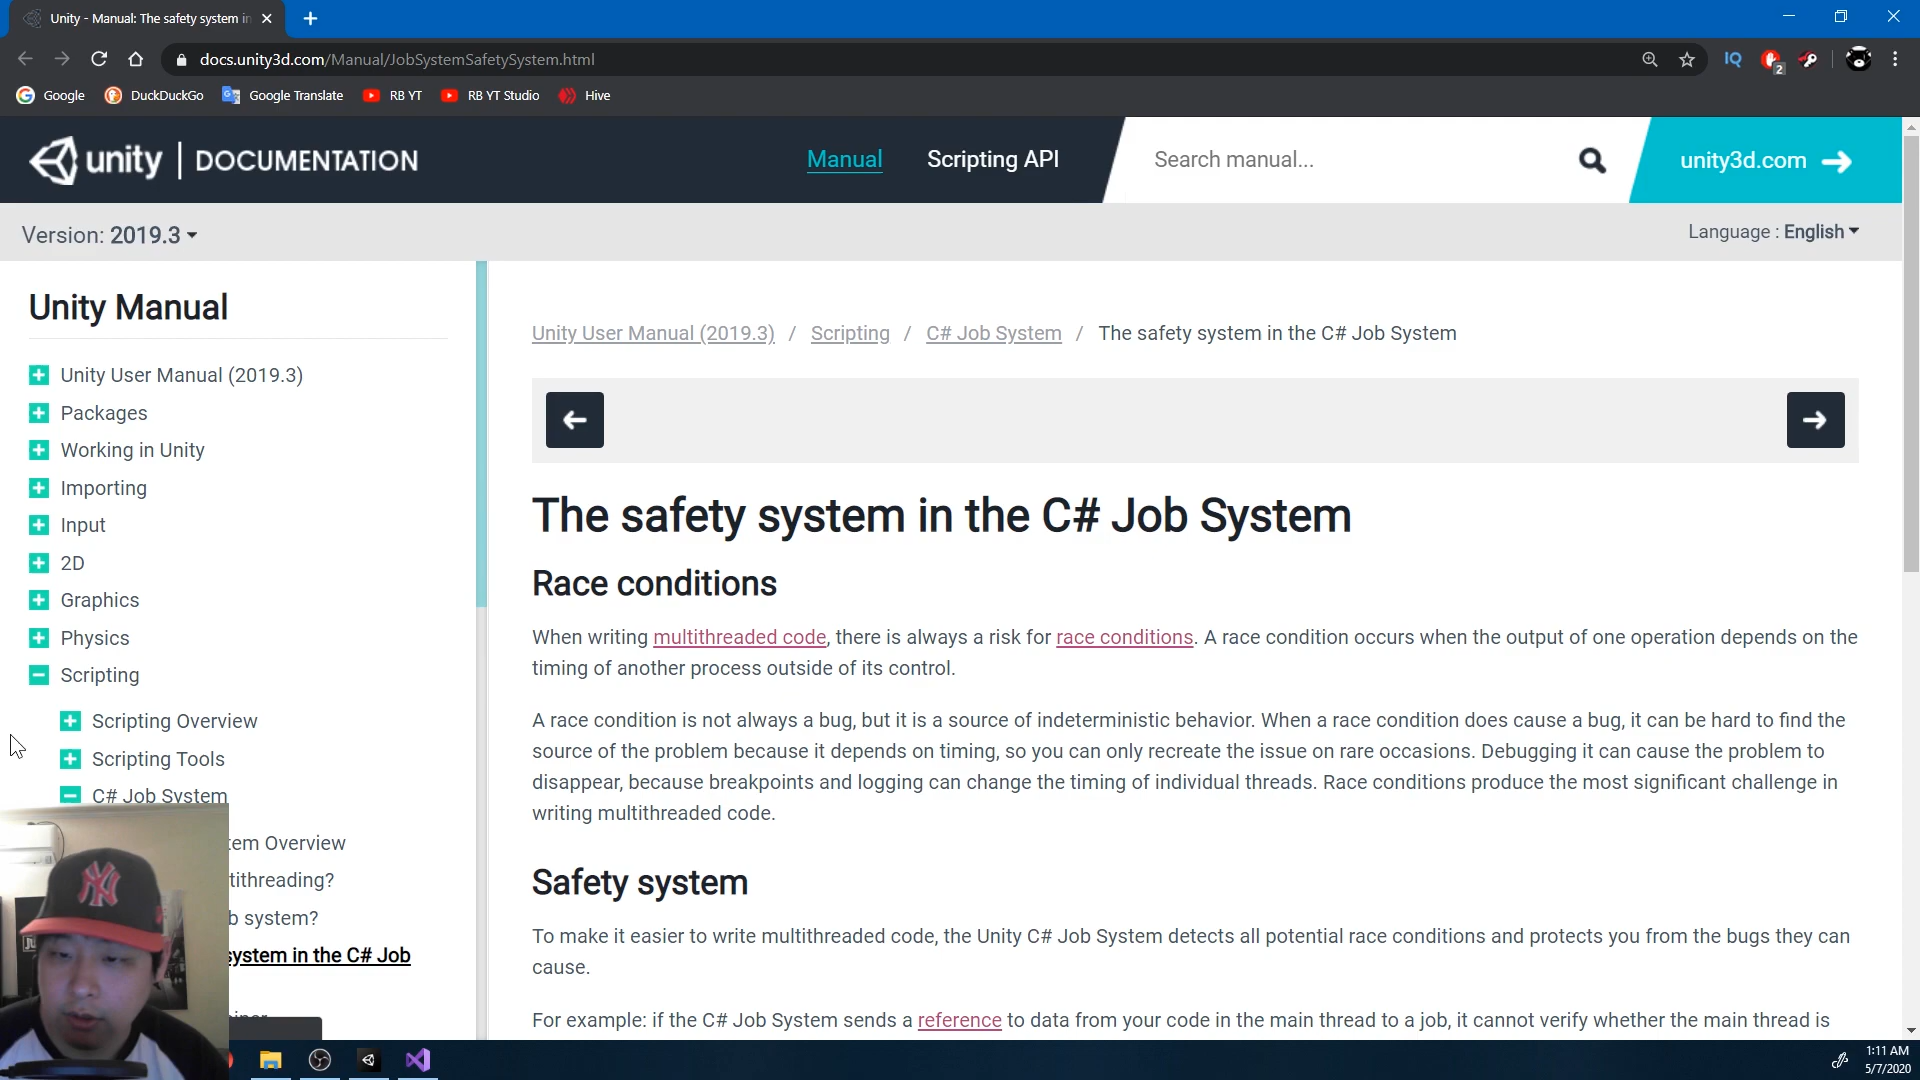 Unity - Manual: The safety system in
docs.unity3d.com/Manual/JobSystemSafetySystem.html
IQ
2
Google
DuckDuckGo
Google Translate
RB YT
RB YT Studio
Hive
unity | DOCUMENTATION
Manual
Scripting API
Search manual...
unity3d.com
Version: 2019.3
Language : English
Unity Manual
Unity User Manual (2019.3)
Packages
Working in Unity
Importing
Input
2D
Graphics
Physics
Scripting
Scripting Overview
Scripting Tools
C# Job System
tem Overview
tithreading?
b system?
system in the C# Job
Unity User Manual (2019.3) / Scripting / C# Job System / The safety system in the C# Job System
The safety system in the C# Job System
Race conditions
When writing multithreaded code, there is always a risk for race conditions. A race condition occurs when the output of one operation depends on the
timing of another process outside of its control.
A race condition is not always a bug, but it is a source of indeterministic behavior. When a race condition does cause a bug, it can be hard to find the
source of the problem because it depends on timing, so you can only recreate the issue on rare occasions. Debugging it can cause the problem to
disappear, because breakpoints and logging can change the timing of individual threads. Race conditions produce the most significant challenge in
writing multithreaded code.
Safety system
To make it easier to write multithreaded code, the Unity C# Job System detects all potential race conditions and protects you from the bugs they can
cause.
For example: if the C# Job System sends a reference to data from your code in the main thread to a job, it cannot verify whether the main thread is
NY
1:11 AM
5/7/2020